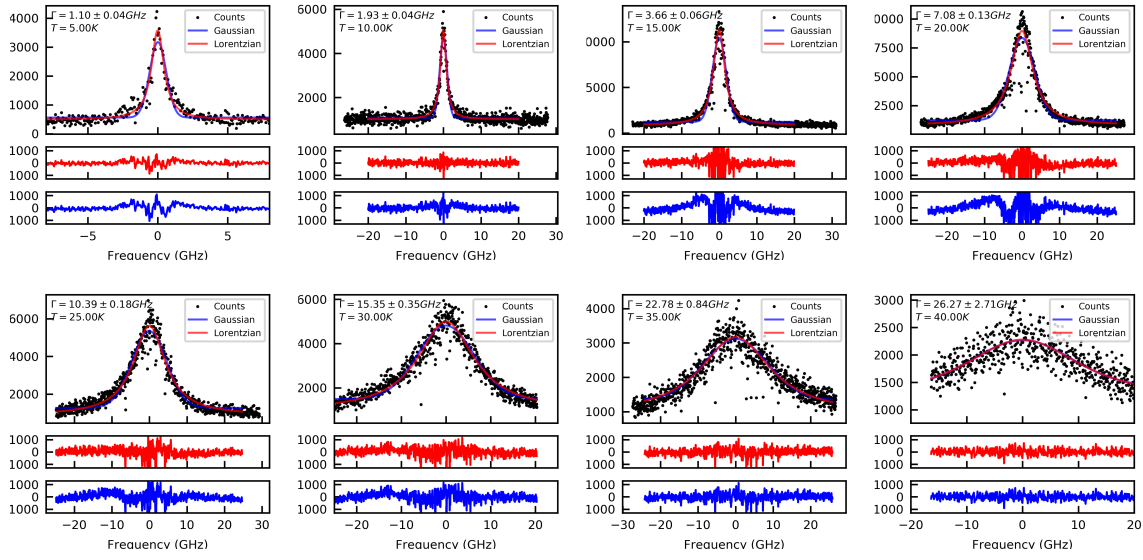 Γ = 1.10 ± 0.04GHz
T = 5.00K
Counts
Gaussian
Lorentzian
4000
3000
2000
1000
0
1000
0
1000
1000
0
1000
−5 0 5
Frequency (GHz)
Γ = 1.93 ± 0.04GHz
T = 10.00K
Counts
Gaussian
Lorentzian
6000
4000
2000
1000
0
1000
1000
0
1000
−20 −10 0 10 20 30
Frequency (GHz)
Γ = 3.66 ± 0.06GHz
T = 15.00K
Counts
Gaussian
Lorentzian
0000
5000
0
1000
0
1000
1000
0
1000
−20 −10 0 10 20 30
Frequency (GHz)
Γ = 7.08 ± 0.13GHz
T = 20.00K
Counts
Gaussian
Lorentzian
0000
7500
5000
2500
1000
0
1000
1000
0
1000
−20 −10 0 10 20
Frequency (GHz)
Γ = 10.39 ± 0.18GHz
T = 25.00K
Counts
Gaussian
Lorentzian
6000
4000
2000
1000
0
1000
1000
0
1000
−20 −10 0 10 20 30
Frequency (GHz)
Γ = 15.35 ± 0.35GHz
T = 30.00K
Counts
Gaussian
Lorentzian
6000
4000
2000
1000
0
1000
1000
0
1000
−20 −10 0 10 20
Frequency (GHz)
Γ = 22.78 ± 0.84GHz
T = 35.00K
Counts
Gaussian
Lorentzian
4000
3000
2000
1000
1000
0
1000
1000
0
1000
−30 −20 −10 0 10 20
Frequency (GHz)
Γ = 26.27 ± 2.71GHz
T = 40.00K
Counts
Gaussian
Lorentzian
3000
2500
2000
1500
1000
1000
0
1000
1000
0
1000
−20 −10 0 10 20
Frequency (GHz)